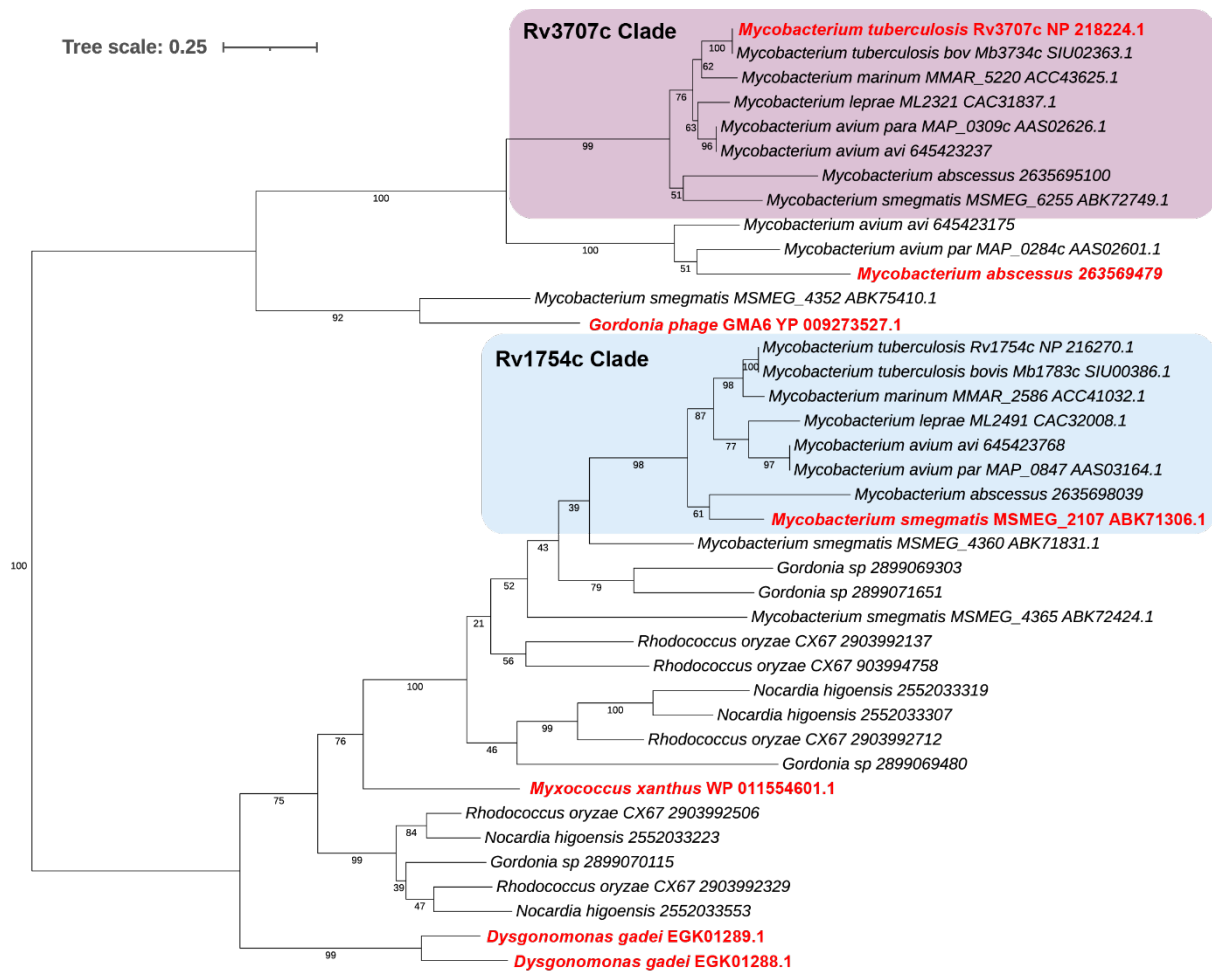 Rv3707c Clade
Tree scale: 0.25
Mycobacterium tuberculosis Rv3707c NP 218224.1
100
Mycobacterium tuberculosis bov Mb3734c SIU02363.1
62
Mycobacterium marinum MMAR_5220 ACC43625.1
76
Mycobacterium leprae ML2321 CAC31837.1
63
Mycobacterium avium para MAP_0309c AAS02626.1
96
Mycobacterium avium avi 645423237
99
Mycobacterium abscessus 2635695100
51
Mycobacterium smegmatis MSMEG_6255 ABK72749.1
100
Mycobacterium avium avi 645423175
100
Mycobacterium avium par MAP_0284c AAS02601.1
51
Mycobacterium abscessus 263569479
Mycobacterium smegmatis MSMEG_4352 ABK75410.1
92
Gordonia phage GMA6 YP 009273527.1
Rv1754c Clade
Mycobacterium tuberculosis Rv1754c NP 216270.1
100
Mycobacterium tuberculosis bovis Mb1783c SIU00386.1
98
Mycobacterium marinum MMAR_2586 ACC41032.1
87
Mycobacterium leprae ML2491 CAC32008.1
77
Mycobacterium avium avi 645423768
97
Mycobacterium avium par MAP_0847 AAS03164.1
98
Mycobacterium abscessus 2635698039
61
Mycobacterium smegmatis MSMEG_2107 ABK71306.1
39
Mycobacterium smegmatis MSMEG_4360 ABK71831.1
43
Gordonia sp 2899069303
79
Gordonia sp 2899071651
52
Mycobacterium smegmatis MSMEG_4365 ABK72424.1
21
Rhodococcus oryzae CX67 2903992137
56
Rhodococcus oryzae CX67 903994758
100
Nocardia higoensis 2552033319
100
Nocardia higoensis 2552033307
99
Rhodococcus oryzae CX67 2903992712
46
Gordonia sp 2899069480
76
Myxococcus xanthus WP 011554601.1
75
Rhodococcus oryzae CX67 2903992506
84
Nocardia higoensis 2552033223
99
Gordonia sp 2899070115
39
Rhodococcus oryzae CX67 2903992329
47
Nocardia higoensis 2552033553
100
Dysgonomonas gadei EGK01289.1
99
Dysgonomonas gadei EGK01288.1